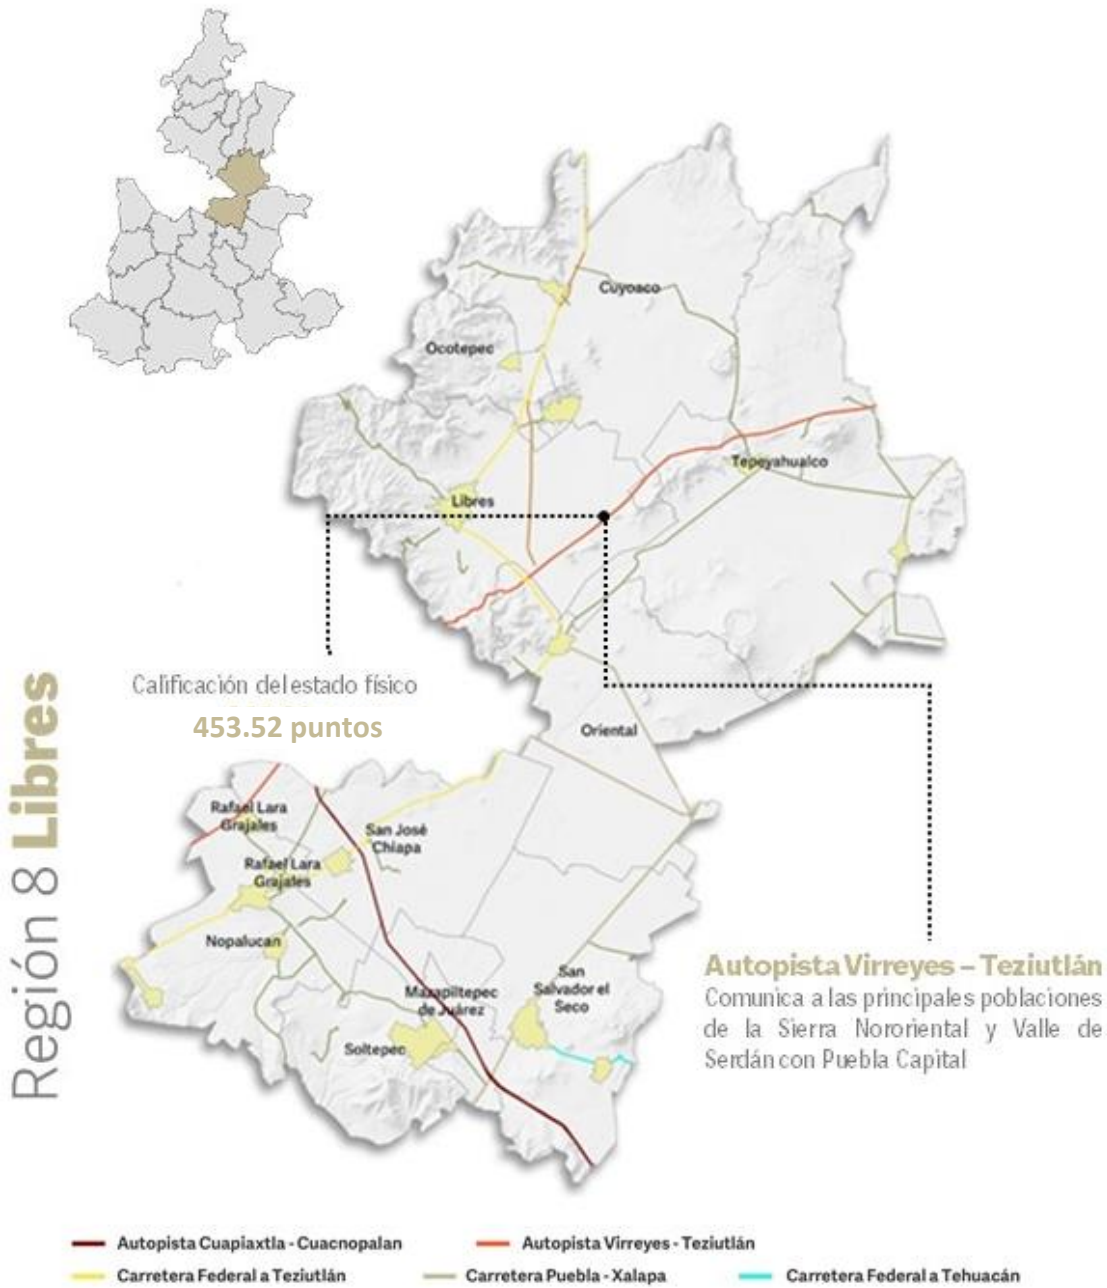 Cuyoaco
Ocotepec
Tepeyahualco
Libres
Calificación del estado físico
453.52 puntos
Oriental
Región 8 Libres
Rafael Lara
Grajales
San José
Chiapa
Rafael Lara
Grajales
Nopalucan
Mazapiltepec
de Juárez
San
Salvador el
Seco
Soltepec
Autopista Virreyes – Teziutlán
Comunica a las principales poblaciones
de la Sierra Nororiental y Valle de
Serdán con Puebla Capital
Autopista Cuapiaxtla - Cuacnopalan
Autopista Virreyes - Teziutlán
Carretera Federal a Teziutlán
Carretera Puebla - Xalapa
Carretera Federal a Tehuacán